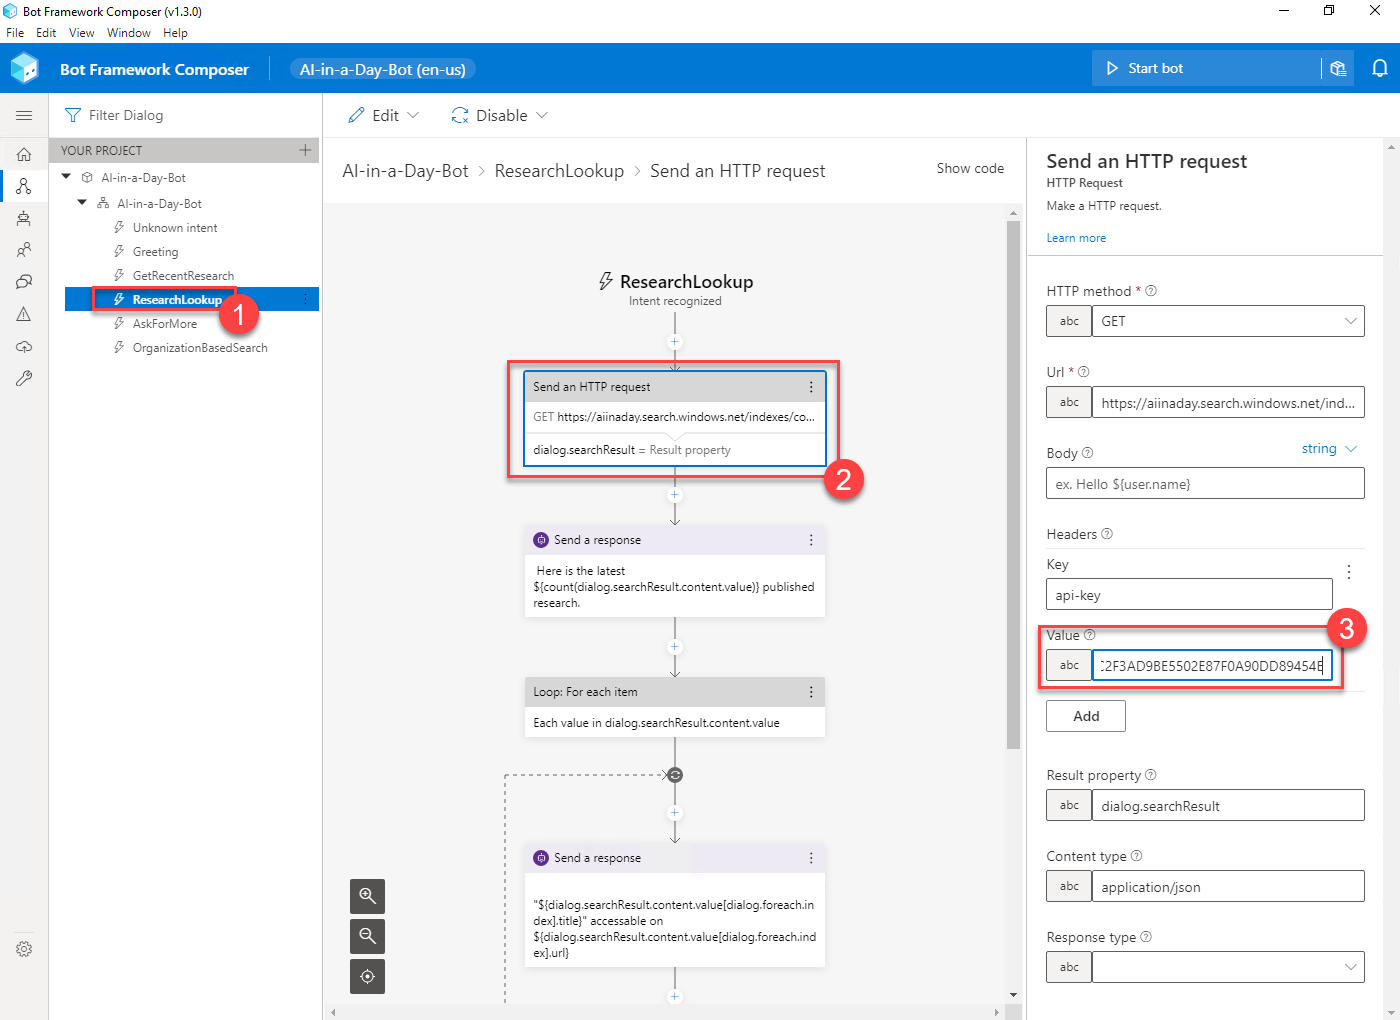 Bot Framework Composer (v1.3.0)
File Edit View Window Help
Bot Framework Composer
AI-in-a-Day-Bot (en-us)
Start bot
Filter Dialog
Edit
Disable
YOUR PROJECT
AI-in-a-Day-Bot
AI-in-a-Day-Bot
Unknown intent
Greeting
GetRecentResearch
ResearchLookup
1
AskForMore
OrganizationBasedSearch
AI-in-a-Day-Bot > ResearchLookup > Send an HTTP request
Show code
ResearchLookup
Intent recognized
Send an HTTP request
GET https://aiinaday.search.windows.net/indexes/co...
dialog.searchResult = Result property
2
Send a response
Here is the latest
${count(dialog.searchResult.content.value)} published
research.
Loop: For each item
Each value in dialog.searchResult.content.value
Send a response
"${dialog.searchResult.content.value[dialog.foreach.in
dex].title}" accessable on
${dialog.searchResult.content.value[dialog.foreach.ind
ex].url}
Send an HTTP request
HTTP Request
Make a HTTP request.
Learn more
HTTP method *
abc GET
Url *
abc https://aiinaday.search.windows.net/ind...
Body
string
ex. Hello ${user.name}
Headers
Key
api-key
Value
3
abc C2F3AD9BE5502E87F0A90DD89454E
Add
Result property
abc dialog.searchResult
Content type
abc application/json
Response type
abc